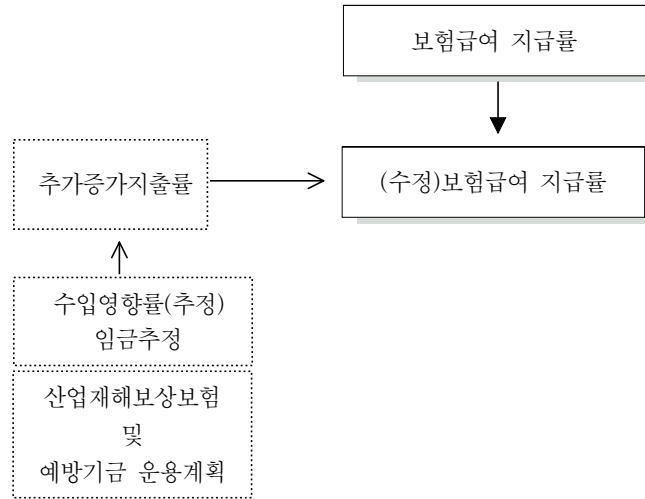 보험급여 지급률
추가증가지출률
(수정)보험급여 지급률
수입영향률(추정)
임금추정
산업재해보상보험
및
예방기금 운용계획